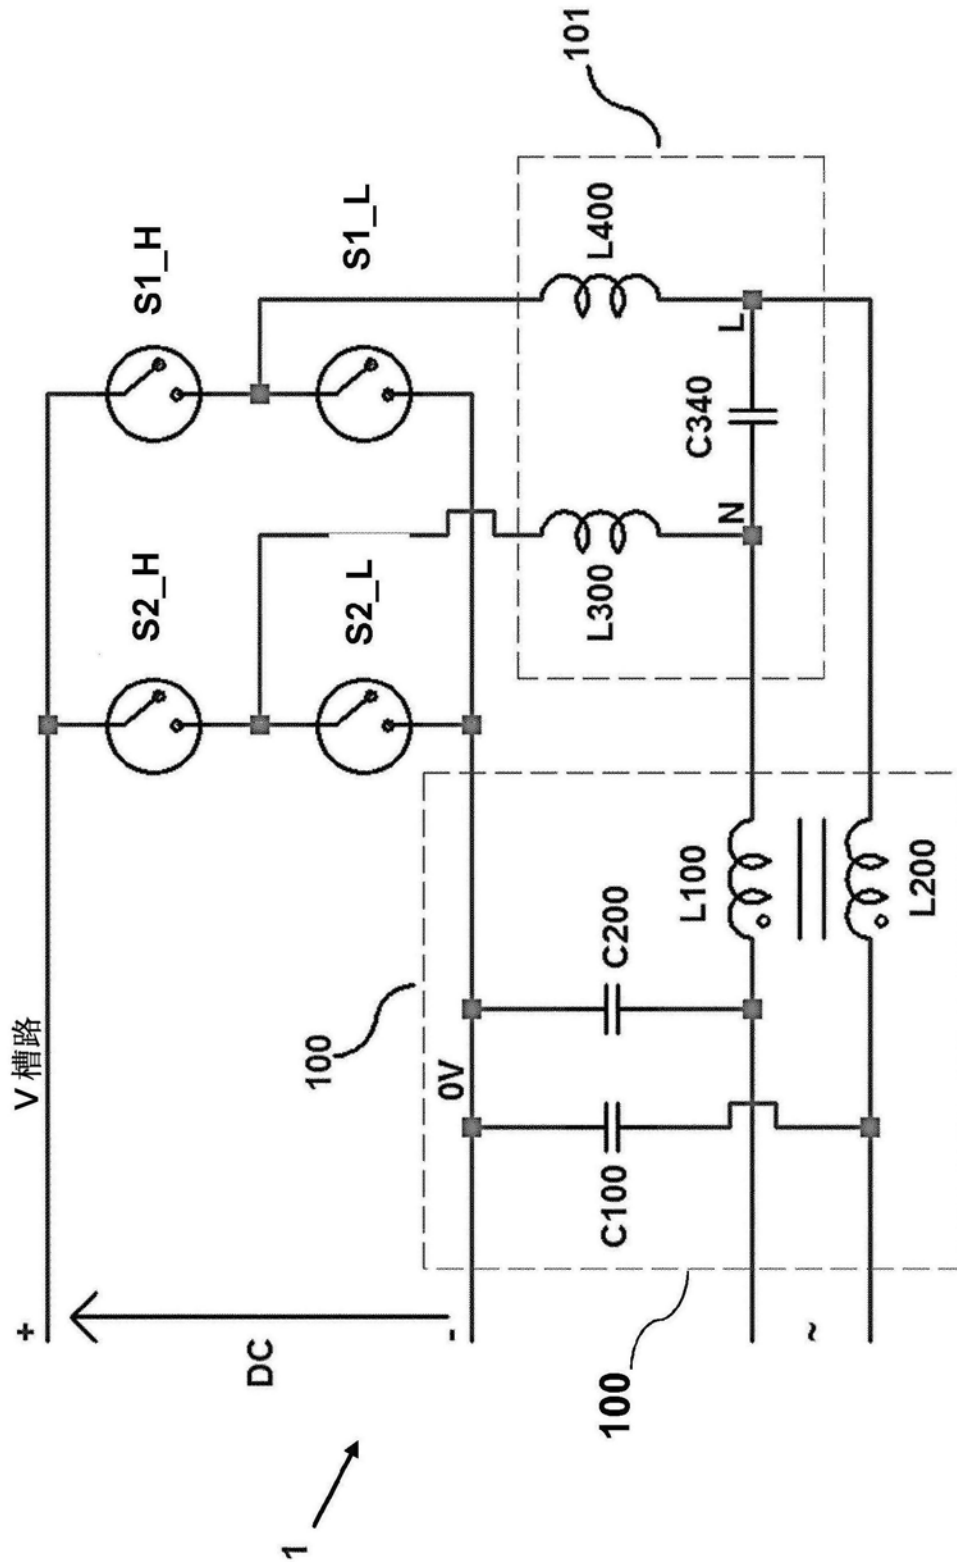 V 槽路
+
DC
-
1
S2_H
S1_H
S2_L
S1_L
101
100
0V
C100
C200
L300
L400
C340
N
L
L100
L200
~
100